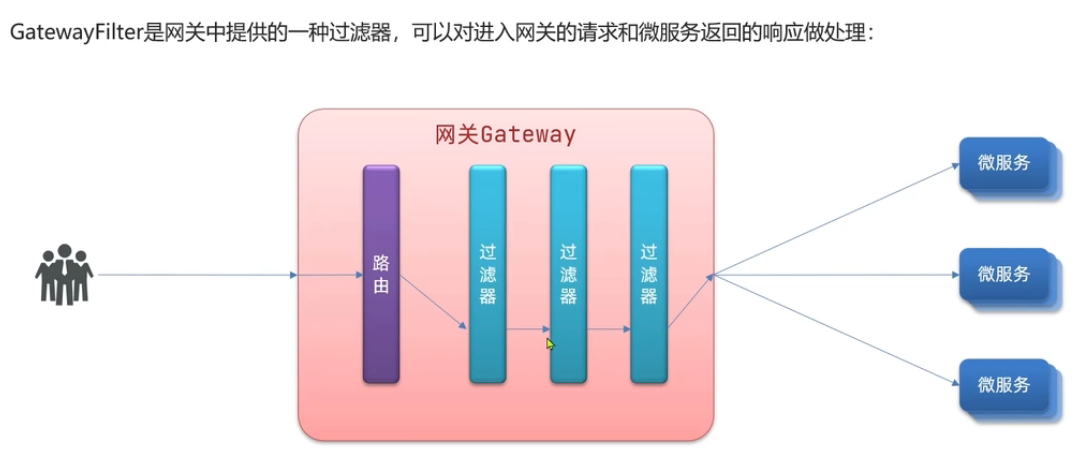 GatewayFilter是网关中提供的一种过滤器，可以对进入网关的请求和微服务返回的响应做处理：
网关Gateway
路由
过滤器
过滤器
过滤器
微服务
微服务
微服务